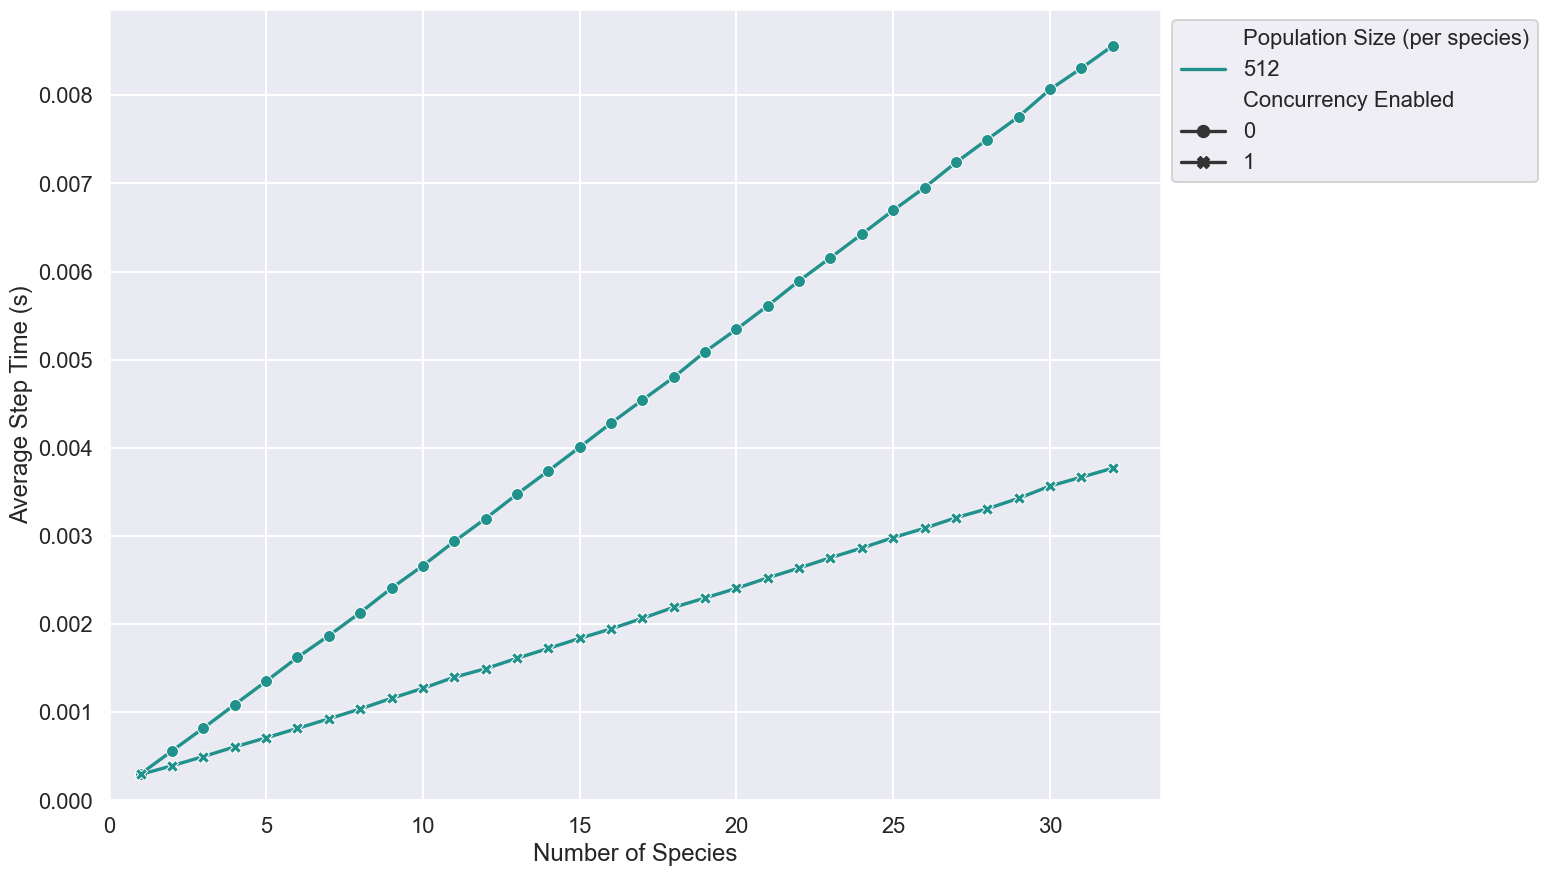 Population Size (per species)
512
Concurrency Enabled
0
1
Average Step Time (s)
0.008
0.007
0.006
0.005
0.004
0.003
0.002
0.001
0.000
0 5 10 15 20 25 30
Number of Species